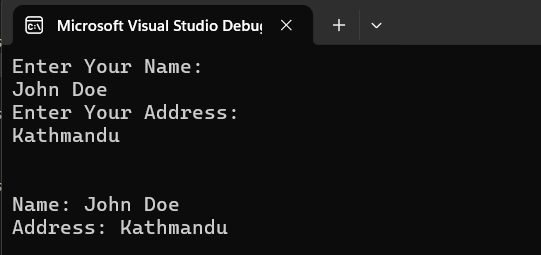 Microsoft Visual Studio Debug
Enter Your Name:
John Doe
Enter Your Address:
Kathmandu
Name: John Doe
Address: Kathmandu